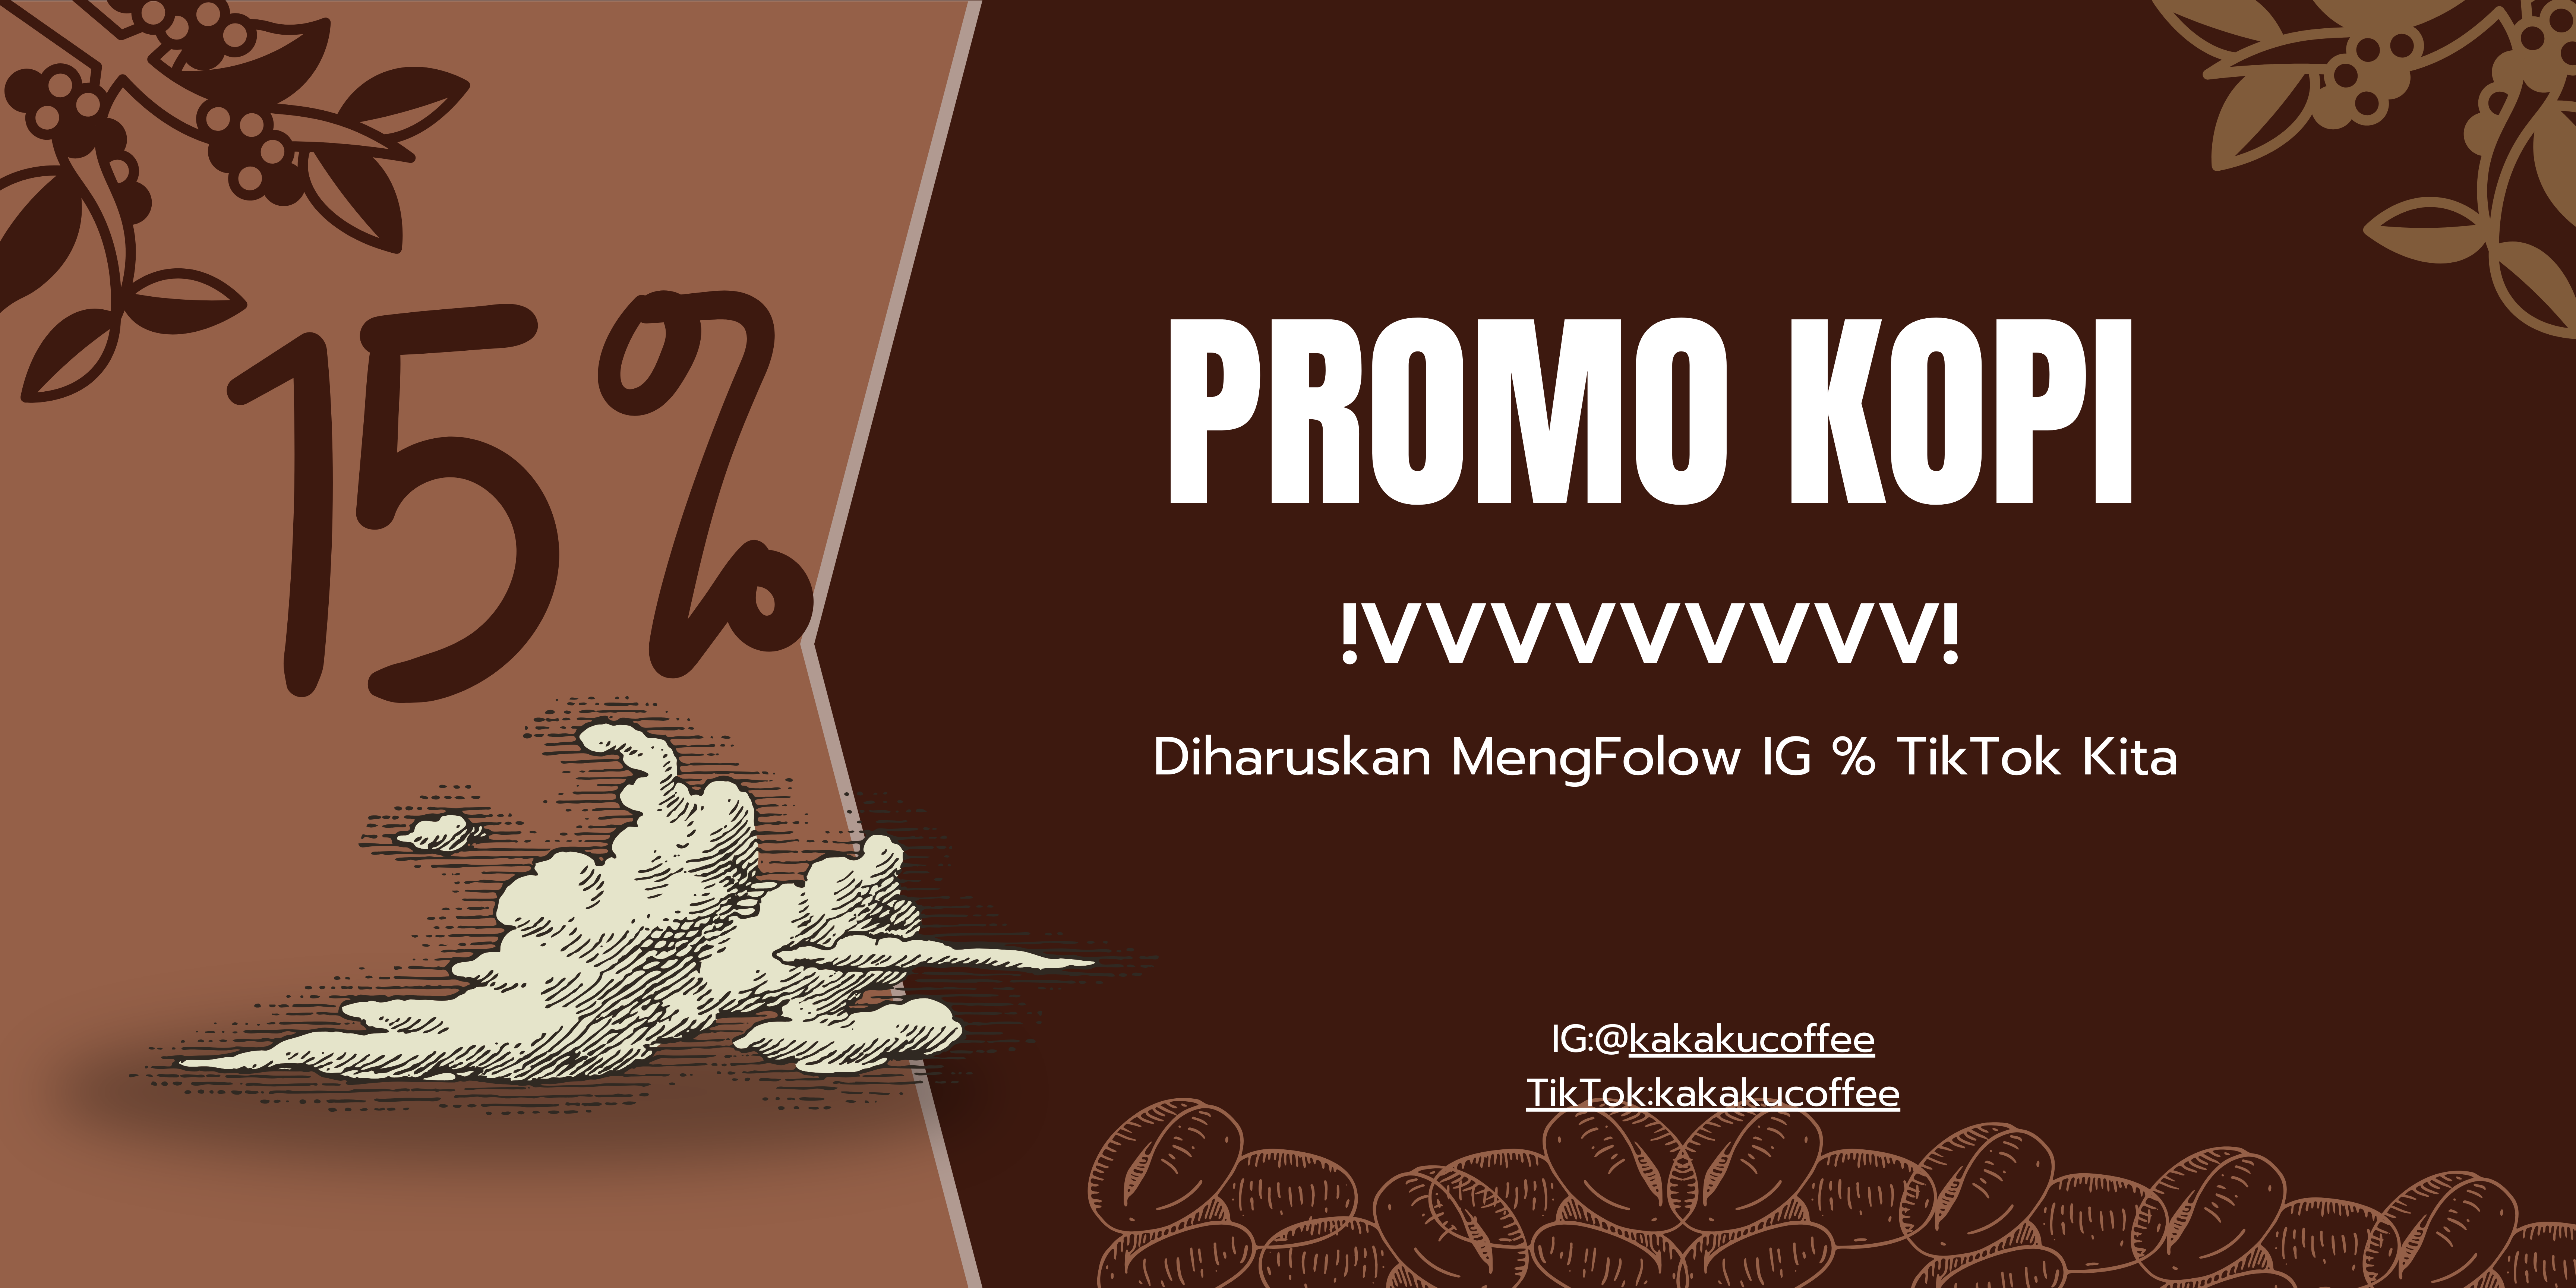 15%
PROMO KOPI
!VVVVVVVVV!
Diharuskan MengFolow IG % TikTok Kita
IG:@kakakucoffee
TikTok:kakakucoffee